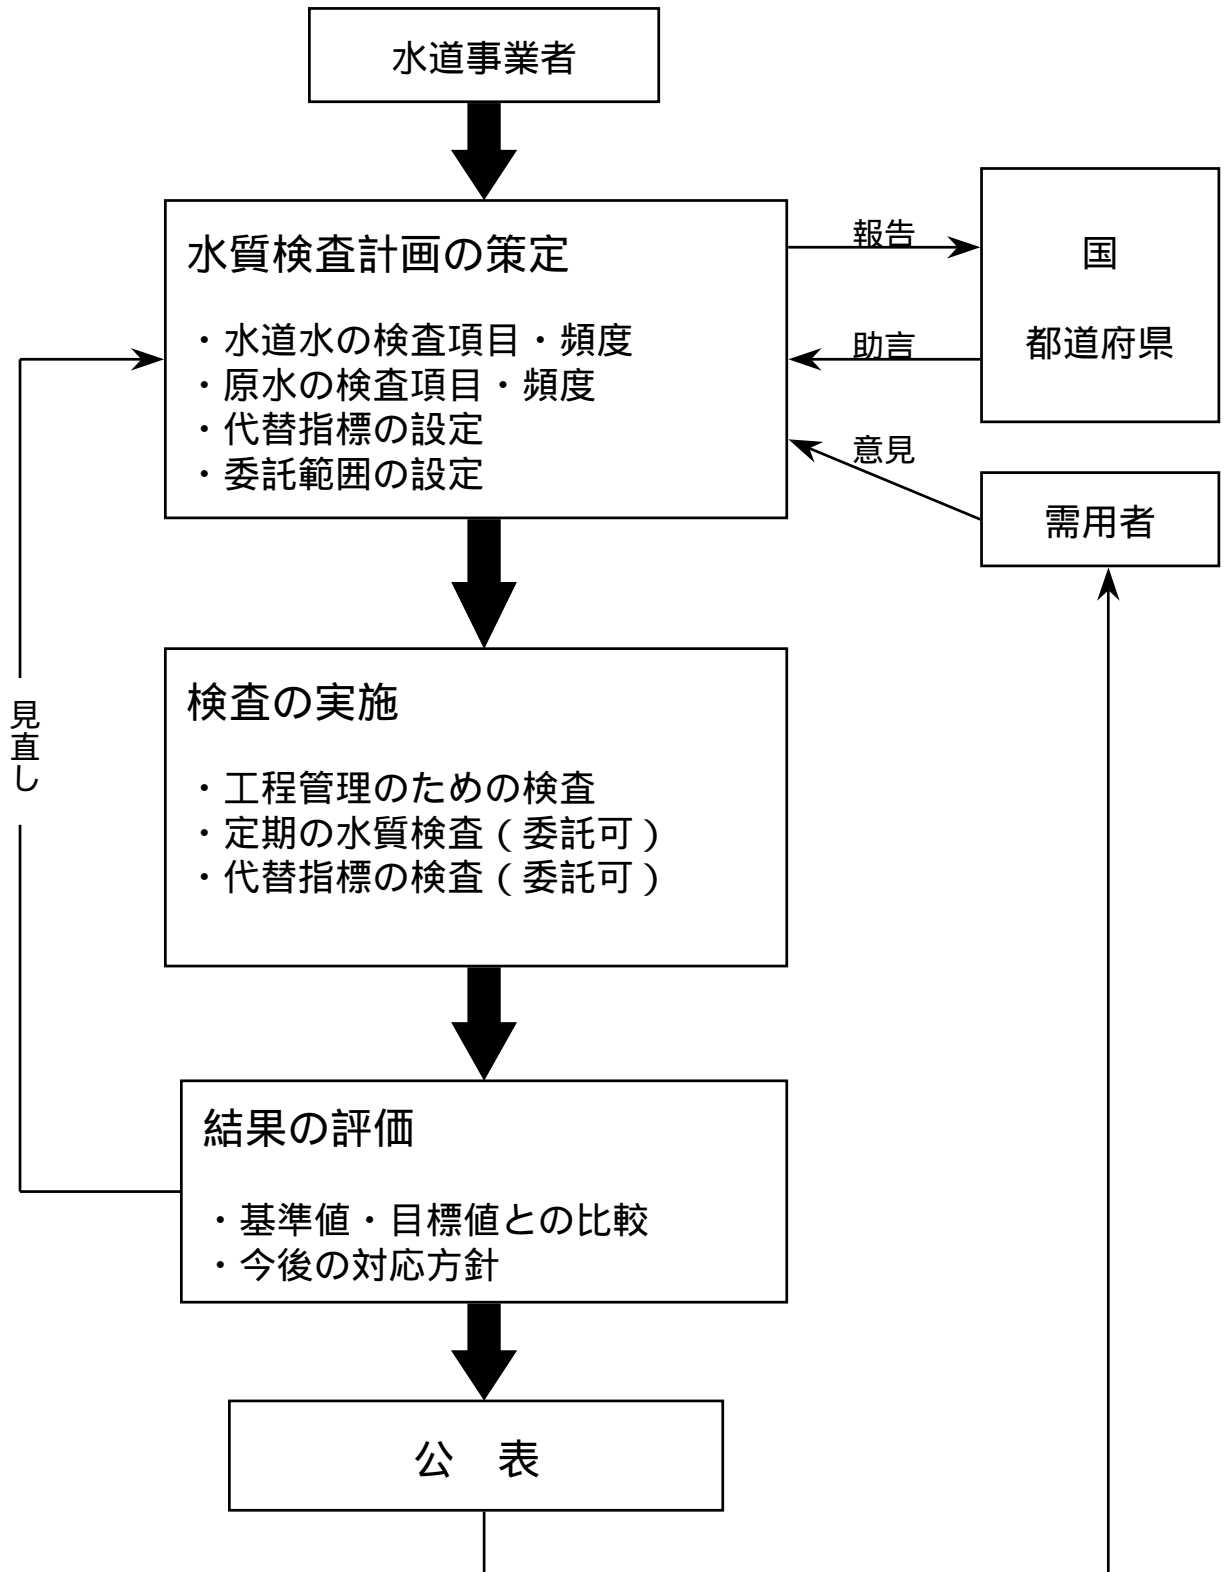 水道事業者
水質検査計画の策定
・水道水の検査項目・頻度
・原水の検査項目・頻度
・代替指標の設定
・委託範囲の設定
報告
助言
意見
国
都道府県
需用者
見直し
検査の実施
・工程管理のための検査
・定期の水質検査（委託可）
・代替指標の検査（委託可）
結果の評価
・基準値・目標値との比較
・今後の対応方針
公　表